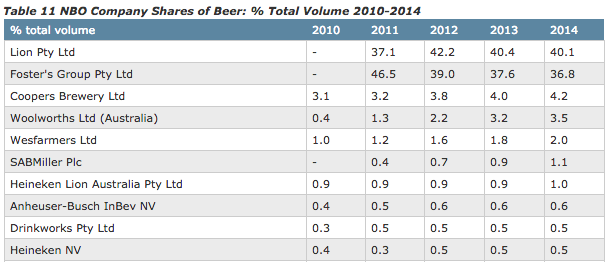 Table 11 NBO Company Shares of Beer: % Total Volume 2010-2014
% total volume 2010 2011 2012 2013 2014
Lion Pty Ltd - 37.1 42.2 40.4 40.1
Foster's Group Pty Ltd - 46.5 39.0 37.6 36.8
Coopers Brewery Ltd 3.1 3.2 3.8 4.0 4.2
Woolworths Ltd (Australia) 0.4 1.3 2.2 3.2 3.5
Wesfarmers Ltd 1.0 1.2 1.6 1.8 2.0
SABMiller Plc - 0.4 0.7 0.9 1.1
Heineken Lion Australia Pty Ltd 0.9 0.9 0.9 0.9 1.0
Anheuser-Busch InBev NV 0.4 0.5 0.6 0.6 0.6
Drinkworks Pty Ltd 0.3 0.5 0.5 0.5 0.5
Heineken NV 0.4 0.3 0.5 0.5 0.5